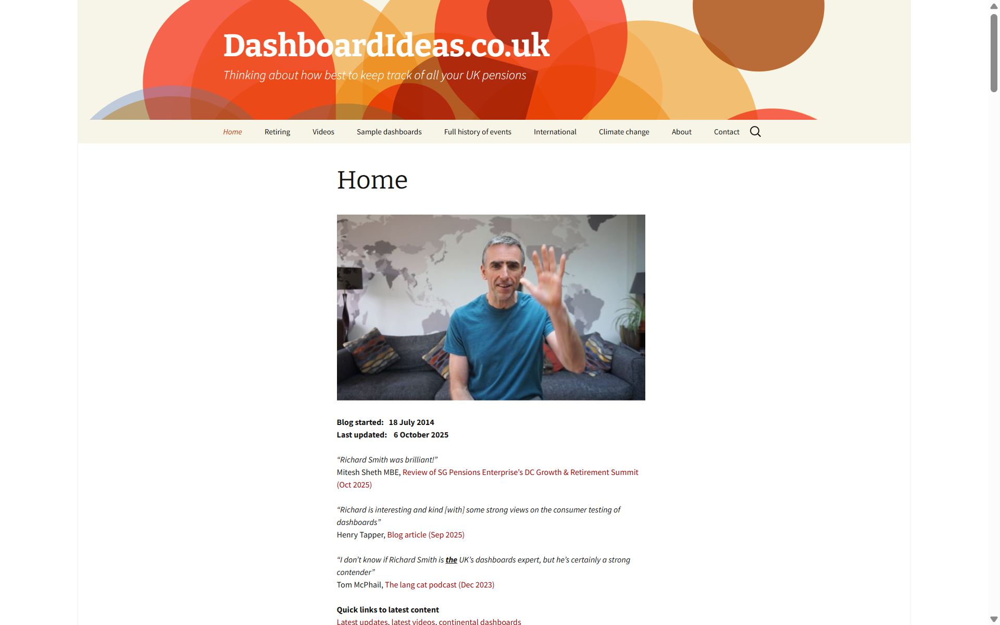 DashboardIdeas.co.uk
Thinking about how best to keep track of all your UK pensions
Home Retiring Videos Sample dashboards Full history of events International Climate change About Contact
Home
Blog started: 18 July 2014
Last updated: 6 October 2025
“Richard Smith was brilliant!”
Mitesh Sheth MBE, Review of SG Pensions Enterprise’s DC Growth & Retirement Summit
(Oct 2025)
“Richard is interesting and kind [with] some strong views on the consumer testing of
dashboards”
Henry Tapper, Blog article (Sep 2025)
“I don’t know if Richard Smith is the UK’s dashboards expert, but he’s certainly a strong
contender”
Tom McPhail, The lang cat podcast (Dec 2023)
Quick links to latest content
Latest updates, latest videos, continental dashboards